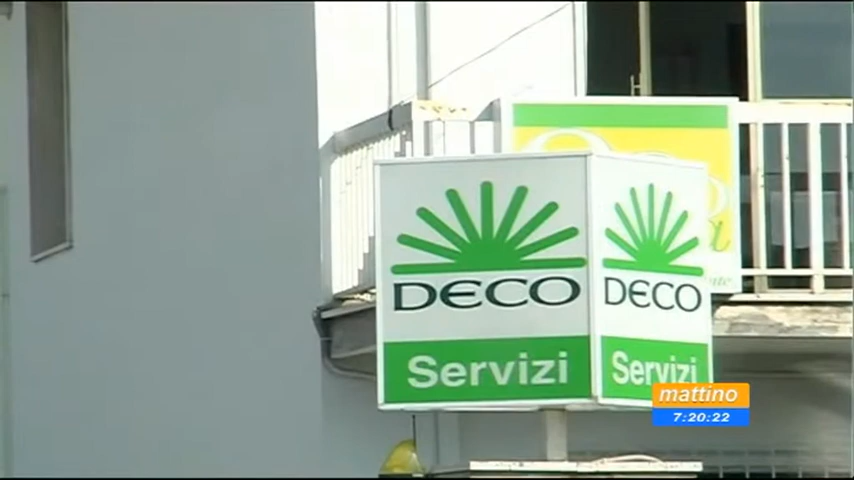 DECO
Servizi
DECO
Servizi
mattino
7:20:22